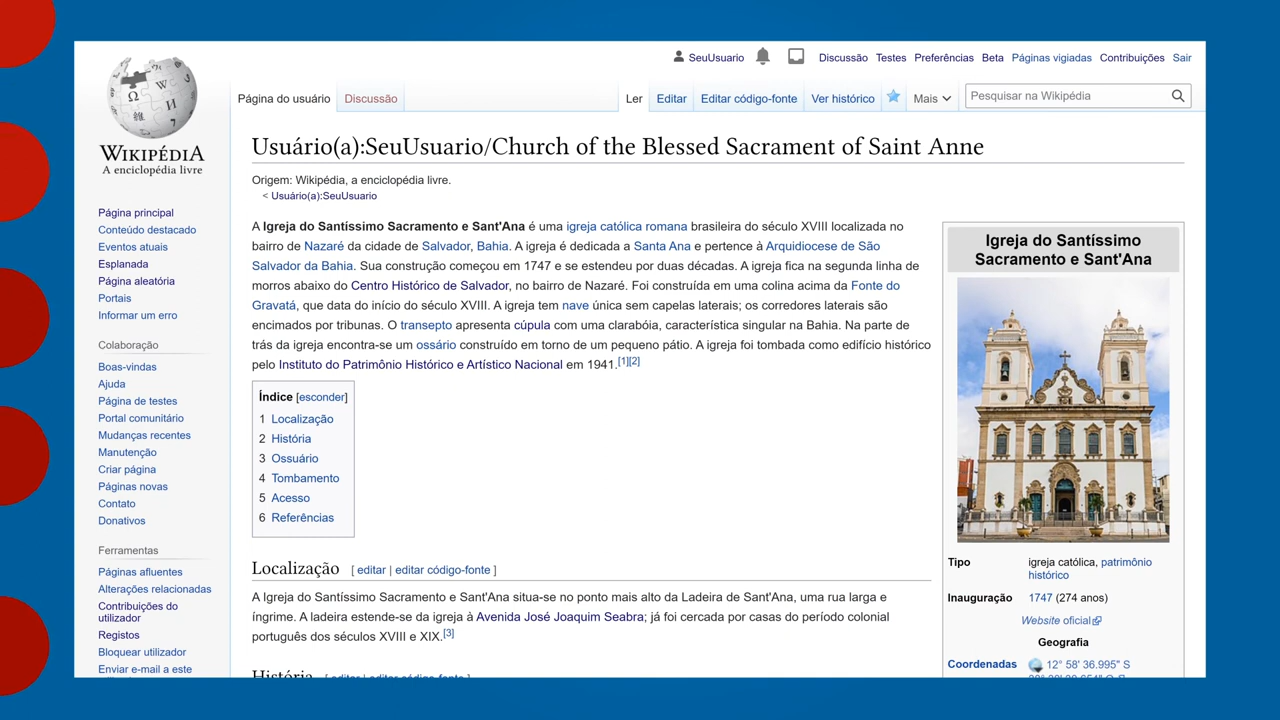 SeuUsuario Discussão Testes Preferências Beta Páginas vigiadas Contribuições Sair
Página do usuário Discussão Ler Editar Editar código-fonte Ver histórico Mais Pesquisar na Wikipédia
WIKIPÉDIA
A enciclopédia livre
Página principal
Conteúdo destacado
Eventos atuais
Esplanada
Página aleatória
Portais
Informar um erro
Colaboração
Boas-vindas
Ajuda
Página de testes
Portal comunitário
Mudanças recentes
Manutenção
Criar página
Páginas novas
Contato
Donativos
Ferramentas
Páginas afluentes
Alterações relacionadas
Contribuições do
utilizador
Registos
Bloquear utilizador
Enviar e-mail a este
Usuário(a):SeuUsuario/Church of the Blessed Sacrament of Saint Anne
Origem: Wikipédia, a enciclopédia livre.
< Usuário(a):SeuUsuario
A Igreja do Santíssimo Sacramento e Sant'Ana é uma igreja católica romana brasileira do século XVIII localizada no
bairro de Nazaré da cidade de Salvador, Bahia. A igreja é dedicada a Santa Ana e pertence à Arquidiocese de São
Salvador da Bahia. Sua construção começou em 1747 e se estendeu por duas décadas. A igreja fica na segunda linha de
morros abaixo do Centro Histórico de Salvador, no bairro de Nazaré. Foi construída em uma colina acima da Fonte do
Gravatá, que data do início do século XVIII. A igreja tem nave única sem capelas laterais; os corredores laterais são
encimados por tribunas. O transepto apresenta cúpula com uma clarabóia, característica singular na Bahia. Na parte de
trás da igreja encontra-se um ossário construído em torno de um pequeno pátio. A igreja foi tombada como edifício histórico
pelo Instituto do Patrimônio Histórico e Artístico Nacional em 1941.[1][2]
Índice [esconder]
1 Localização
2 História
3 Ossuário
4 Tombamento
5 Acesso
6 Referências
Localização [ editar | editar código-fonte ]
A Igreja do Santíssimo Sacramento e Sant'Ana situa-se no ponto mais alto da Ladeira de Sant'Ana, uma rua larga e
íngrime. A ladeira estende-se da igreja à Avenida José Joaquim Seabra; já foi cercada por casas do período colonial
português dos séculos XVIII e XIX.[3]
História [ editar | editar código-fonte ]
Igreja do Santíssimo
Sacramento e Sant'Ana
Tipo igreja católica, patrimônio
histórico
Inauguração 1747 (274 anos)
Website oficial
Geografia
Coordenadas 12° 58' 36.995" S